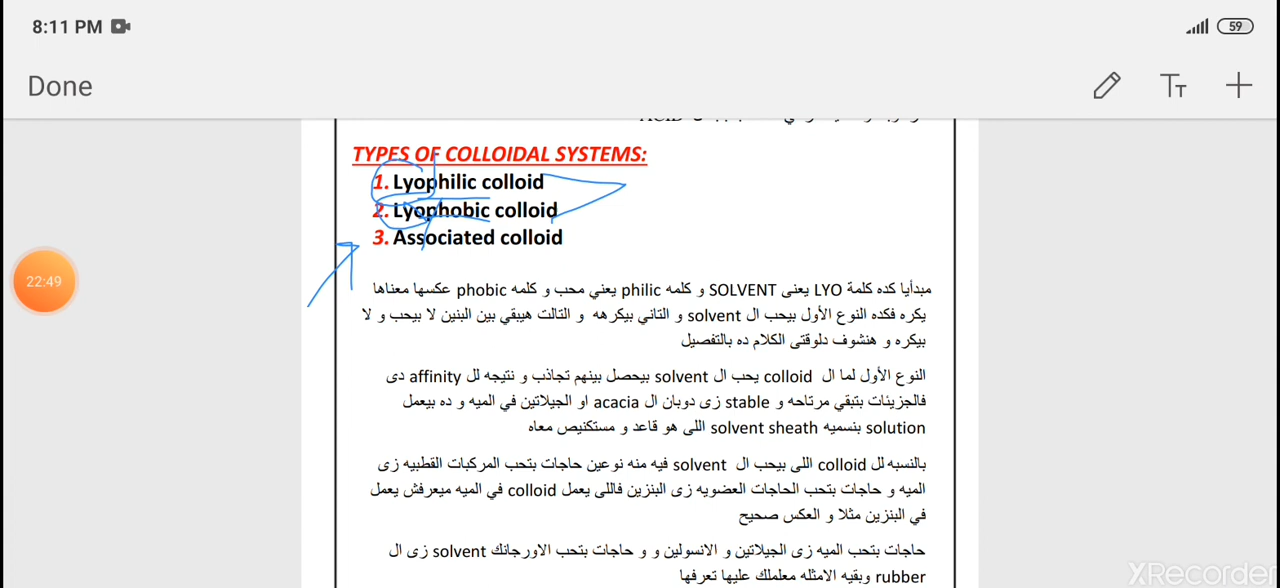 8:11 PM
59
Done
TYPES OF COLLOIDAL SYSTEMS:
1. Lyophilic colloid
2. Lyophobic colloid
3. Associated colloid
22:49
مبدأيا كده كلمة LYO يعنى SOLVENT و كلمه philic يعني محب و كلمه phobic عكسها معناها
يكره فكده النوع الأول بيحب ال solvent و التاني بيكرهه و التالت هيبقي بين البنين لا بيحب و لا
بيكره و هنشوف دلوقتى الكلام ده بالتفصيل
النوع الأول لما ال colloid يحب ال solvent بيحصل بينهم تجاذب و نتيجه لل affinity دى
فالجزيئات بتبقي مرتاحه و stable زى دوبان ال acacia او الجيلاتين في الميه و ده بيعمل
solution بنسميه solvent sheath اللى هو قاعد و مستكنيص معاه
بالنسبه لل colloid اللى بيحب ال solvent فيه منه نوعين حاجات بتحب المركبات القطبيه زى
الميه و حاجات بتحب الحاجات العضويه زى البنزين فاللى يعمل colloid في الميه ميعرفش يعمل
في البنزين مثلا و العكس صحيح
حاجات بتحب الميه زى الجيلاتين و الانسولين و و حاجات بتحب الاورجانك solvent زى ال
rubber وبقيه الامثله معلملك عليها تعرفها
XRecorder